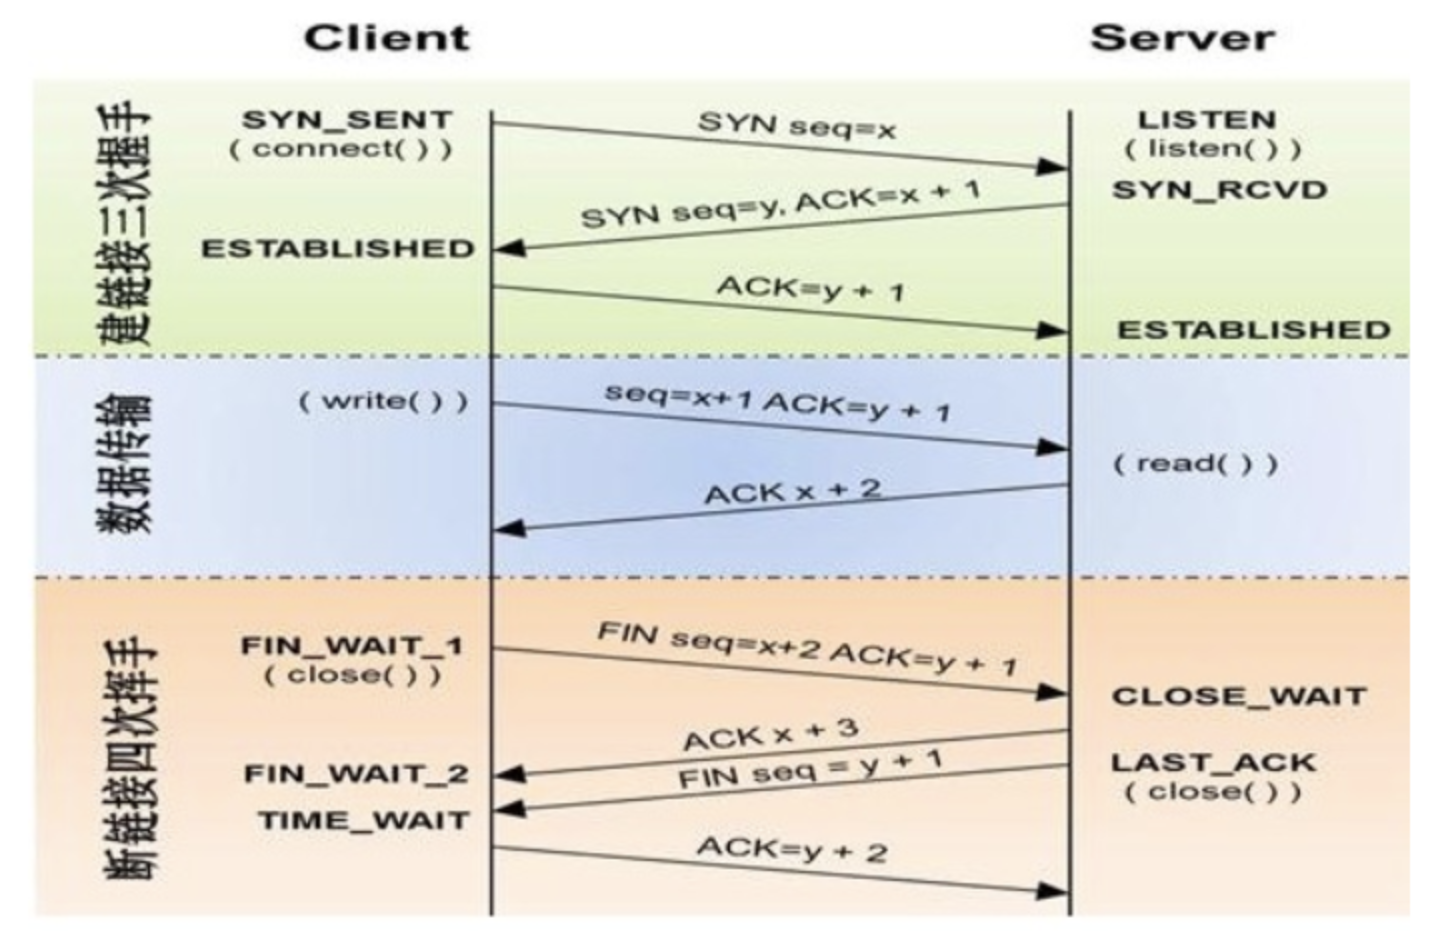 Client
Server
建链接三次握手
SYN_SENT
( connect( ) )
SYN seq=x
LISTEN
( listen( ) )
SYN_RCVD
SYN seq=y, ACK=x + 1
ESTABLISHED
ACK=y + 1
ESTABLISHED
数据传输
( write( ) )
seq=x+1 ACK=y + 1
( read( ) )
ACK x + 2
断链接四次挥手
FIN_WAIT_1
( close( ) )
FIN seq=x+2 ACK=y + 1
CLOSE_WAIT
ACK x + 3
FIN_WAIT_2
FIN seq = y + 1
LAST_ACK
( close( ) )
TIME_WAIT
ACK=y + 2